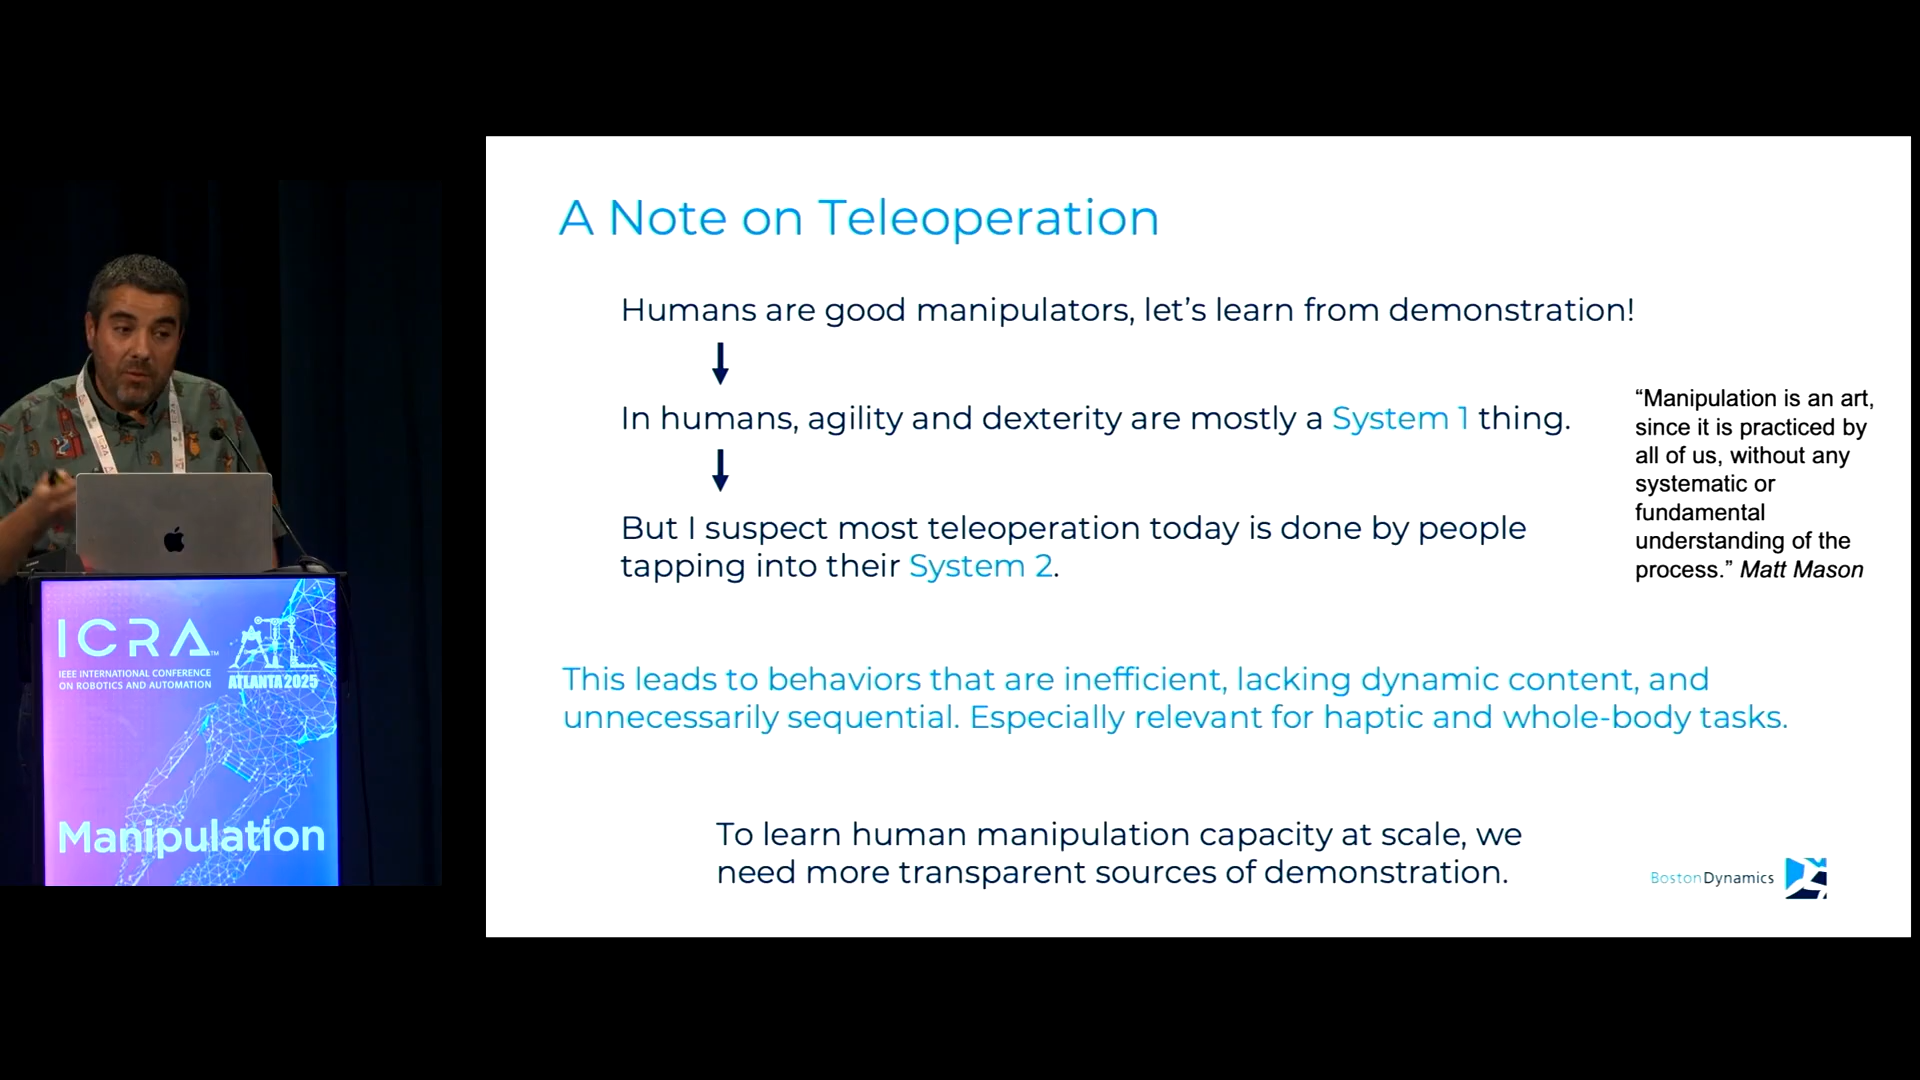 A Note on Teleoperation
Humans are good manipulators, let's learn from demonstration!
In humans, agility and dexterity are mostly a System 1 thing.
But I suspect most teleoperation today is done by people
tapping into their System 2.
"Manipulation is an art,
since it is practiced by
all of us, without any
systematic or
fundamental
understanding of the
process." Matt Mason
This leads to behaviors that are inefficient, lacking dynamic content, and
unnecessarily sequential. Especially relevant for haptic and whole-body tasks.
To learn human manipulation capacity at scale, we
need more transparent sources of demonstration.
BostonDynamics
ICRA™
IEEE INTERNATIONAL CONFERENCE
ON ROBOTICS AND AUTOMATION
ATL
ATLANTA 2025
Manipulation